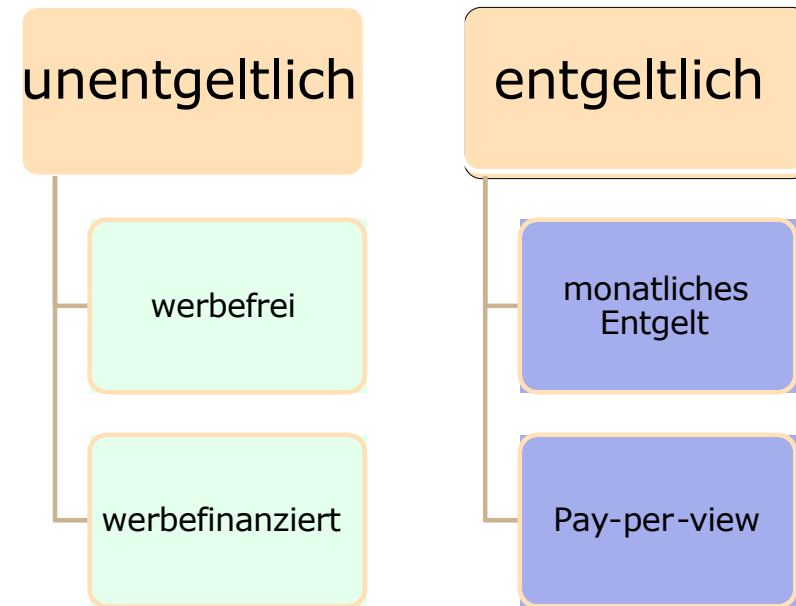 unentgeltlich
werbefrei
werbefinanziert
entgeltlich
monatliches
Entgelt
Pay-per-view